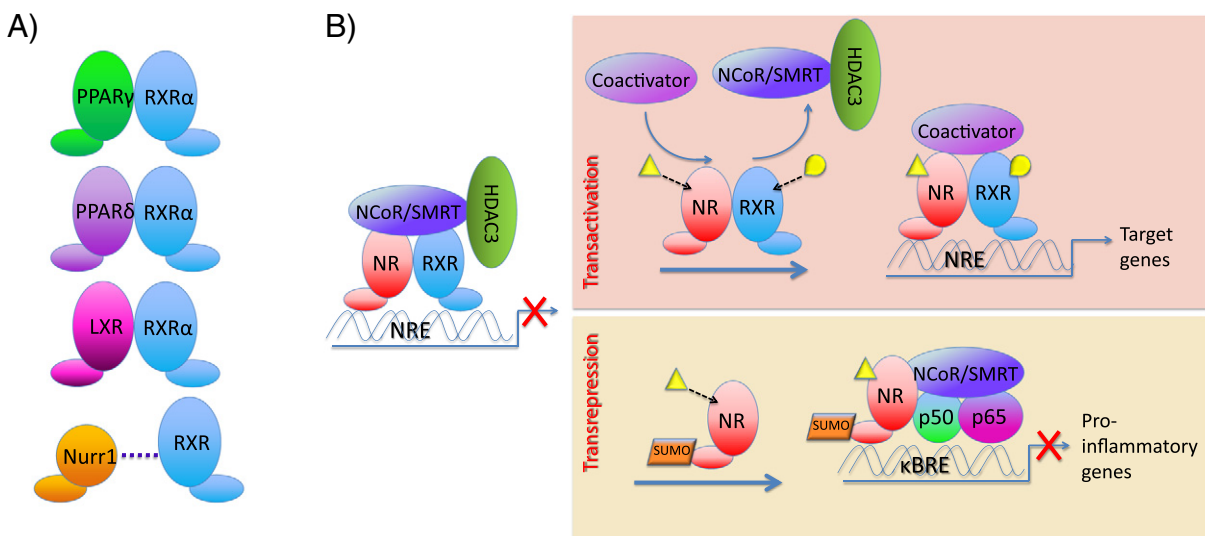 A)
PPARγ RXRα
PPARδ RXRα
LXR RXRα
Nurr1 RXR
B)
NCoR/SMRT HDAC3
NR RXR
NRE
Transactivation
Coactivator NCoR/SMRT HDAC3
NR RXR
Coactivator
NR RXR
NRE
Target
genes
Transrepression
NR
SUMO
NCoR/SMRT
NR
p50 p65
SUMO
κBRE
Pro-
inflammatory
genes